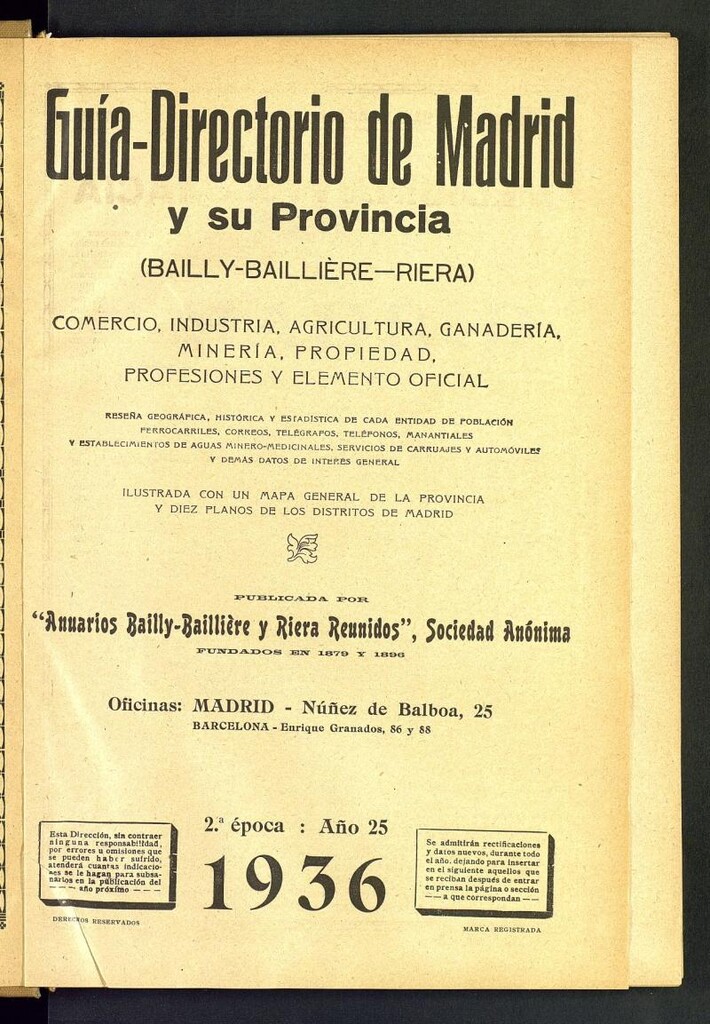 Guía-Directorio de Madrid
y su Provincia
(BAILLY-BAILLIÈRE—RIERA)
COMERCIO, INDUSTRIA, AGRICULTURA, GANADERÍA,
MINERÍA, PROPIEDAD,
PROFESIONES Y ELEMENTO OFICIAL
RESEÑA GEOGRÁFICA, HISTÓRICA Y ESTADÍSTICA DE CADA ENTIDAD DE POBLACIÓN
FERROCARRILES, CORREOS, TELÉGRAFOS, TELÉFONOS, MANANTIALES
Y ESTABLECIMIENTOS DE AGUAS MINERO-MEDICINALES, SERVICIOS DE CARRUAJES Y AUTOMÓVILES
Y DEMÁS DATOS DE INTERÉS GENERAL
ILUSTRADA CON UN MAPA GENERAL DE LA PROVINCIA
Y DIEZ PLANOS DE LOS DISTRITOS DE MADRID
PUBLICADA POR
“Anuarios Bailly-Baillière y Riera Reunidos”, Sociedad Anónima
FUNDADOS EN 1879 Y 1896
Oficinas: MADRID - Núñez de Balboa, 25
BARCELONA - Enrique Granados, 86 y 88
2.ª época : Año 25
1936
Esta Dirección, sin contraer
ninguna responsabilidad,
por errores u omisiones que
se pueden haber sufrido,
atenderá cuantas indicacio-
nes se le hagan para subsa-
narlos en la publicación del
— — — año próximo — — —
DERECHOS RESERVADOS
Se admitirán rectificaciones
y datos nuevos, durante todo
el año, dejando para insertar
en el siguiente aquellos que
se reciban después de entrar
en prensa la página o sección
— — a que correspondan — —
MARCA REGISTRADA